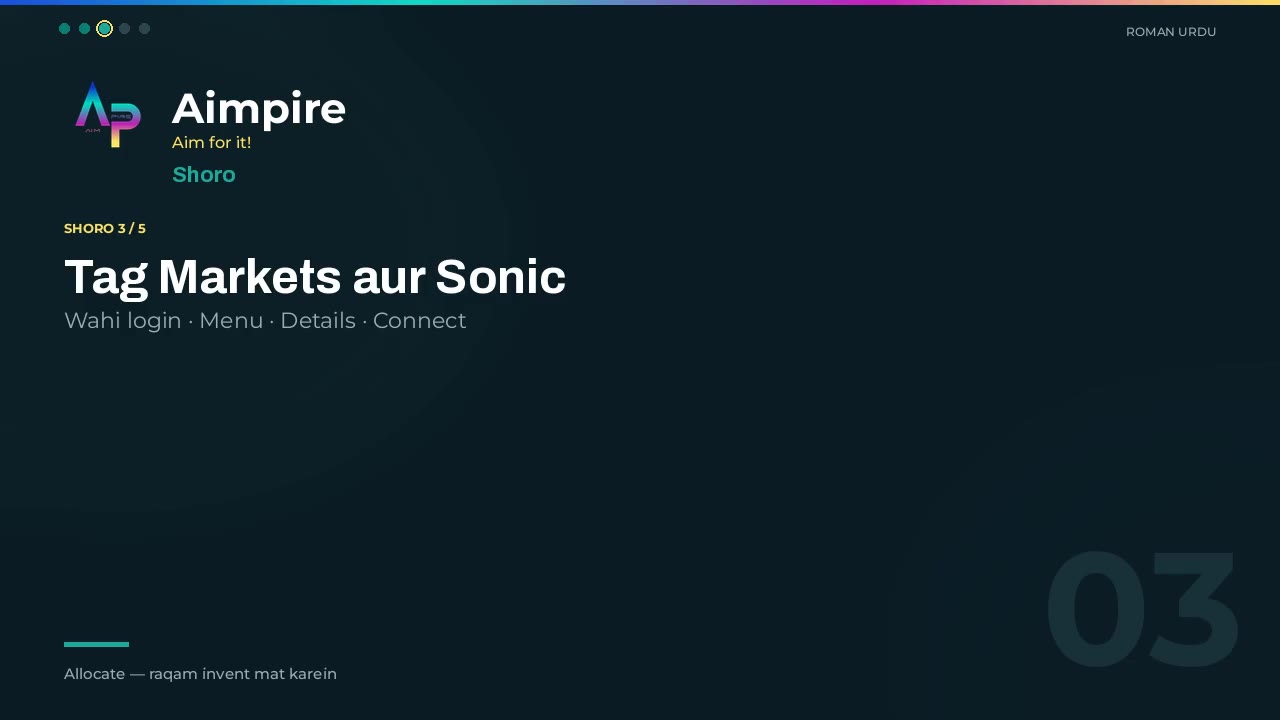 ROMAN URDU
AIM
Aimpire
Aim for it!
Shoro
SHORO 3 / 5
Tag Markets aur Sonic
Wahi login · Menu · Details · Connect
03
Allocate — raqam invent mat karein